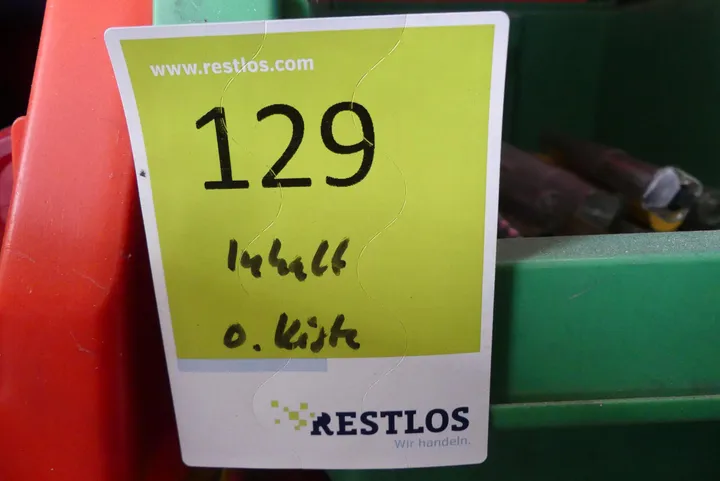 www.restlos.com
129
Inhalt
o. Kiste
RESTLOS
Wir handeln.